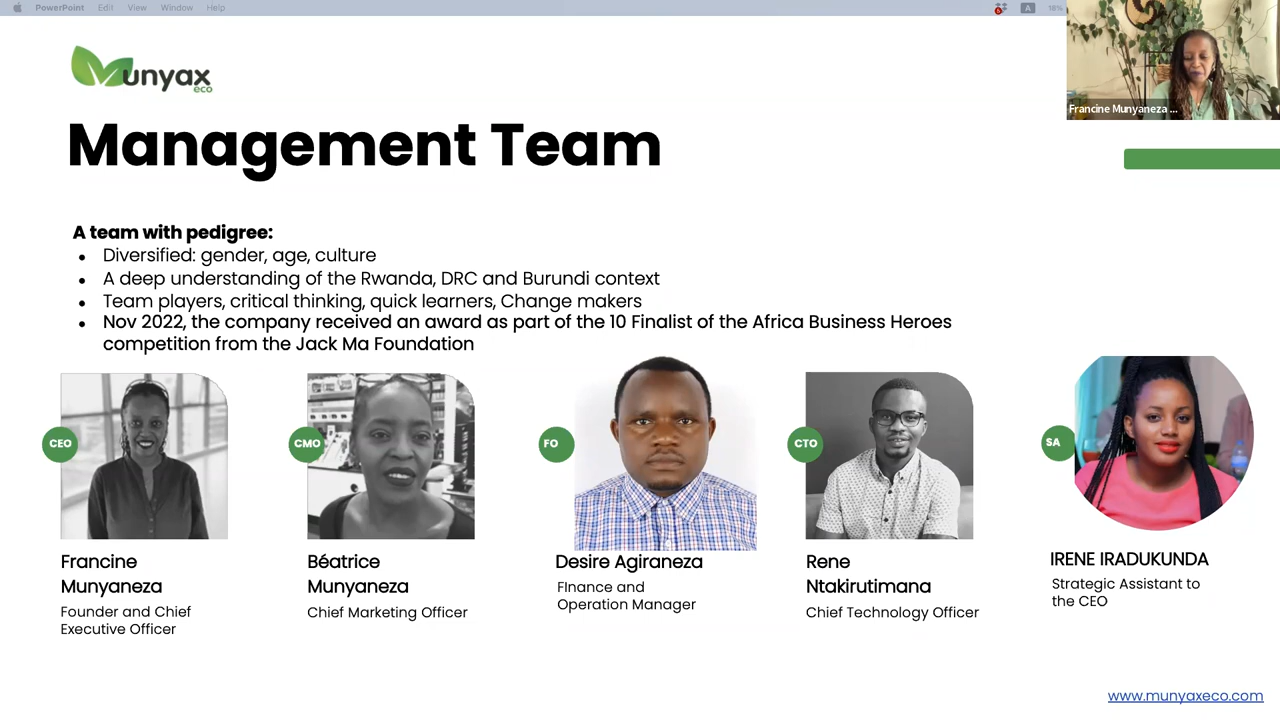 PowerPoint Edit View Window Help
A 18%
Francine Munyaneza ...
Munyax
eco
Management Team
A team with pedigree:
• Diversified: gender, age, culture
• A deep understanding of the Rwanda, DRC and Burundi context
• Team players, critical thinking, quick learners, Change makers
• Nov 2022, the company received an award as part of the 10 Finalist of the Africa Business Heroes
competition from the Jack Ma Foundation
CEO
Francine
Munyaneza
Founder and Chief
Executive Officer
CMO
Béatrice
Munyaneza
Chief Marketing Officer
FO
Desire Agiraneza
FInance and
Operation Manager
CTO
Rene
Ntakirutimana
Chief Technology Officer
SA
IRENE IRADUKUNDA
Strategic Assistant to
the CEO
www.munyaxeco.com